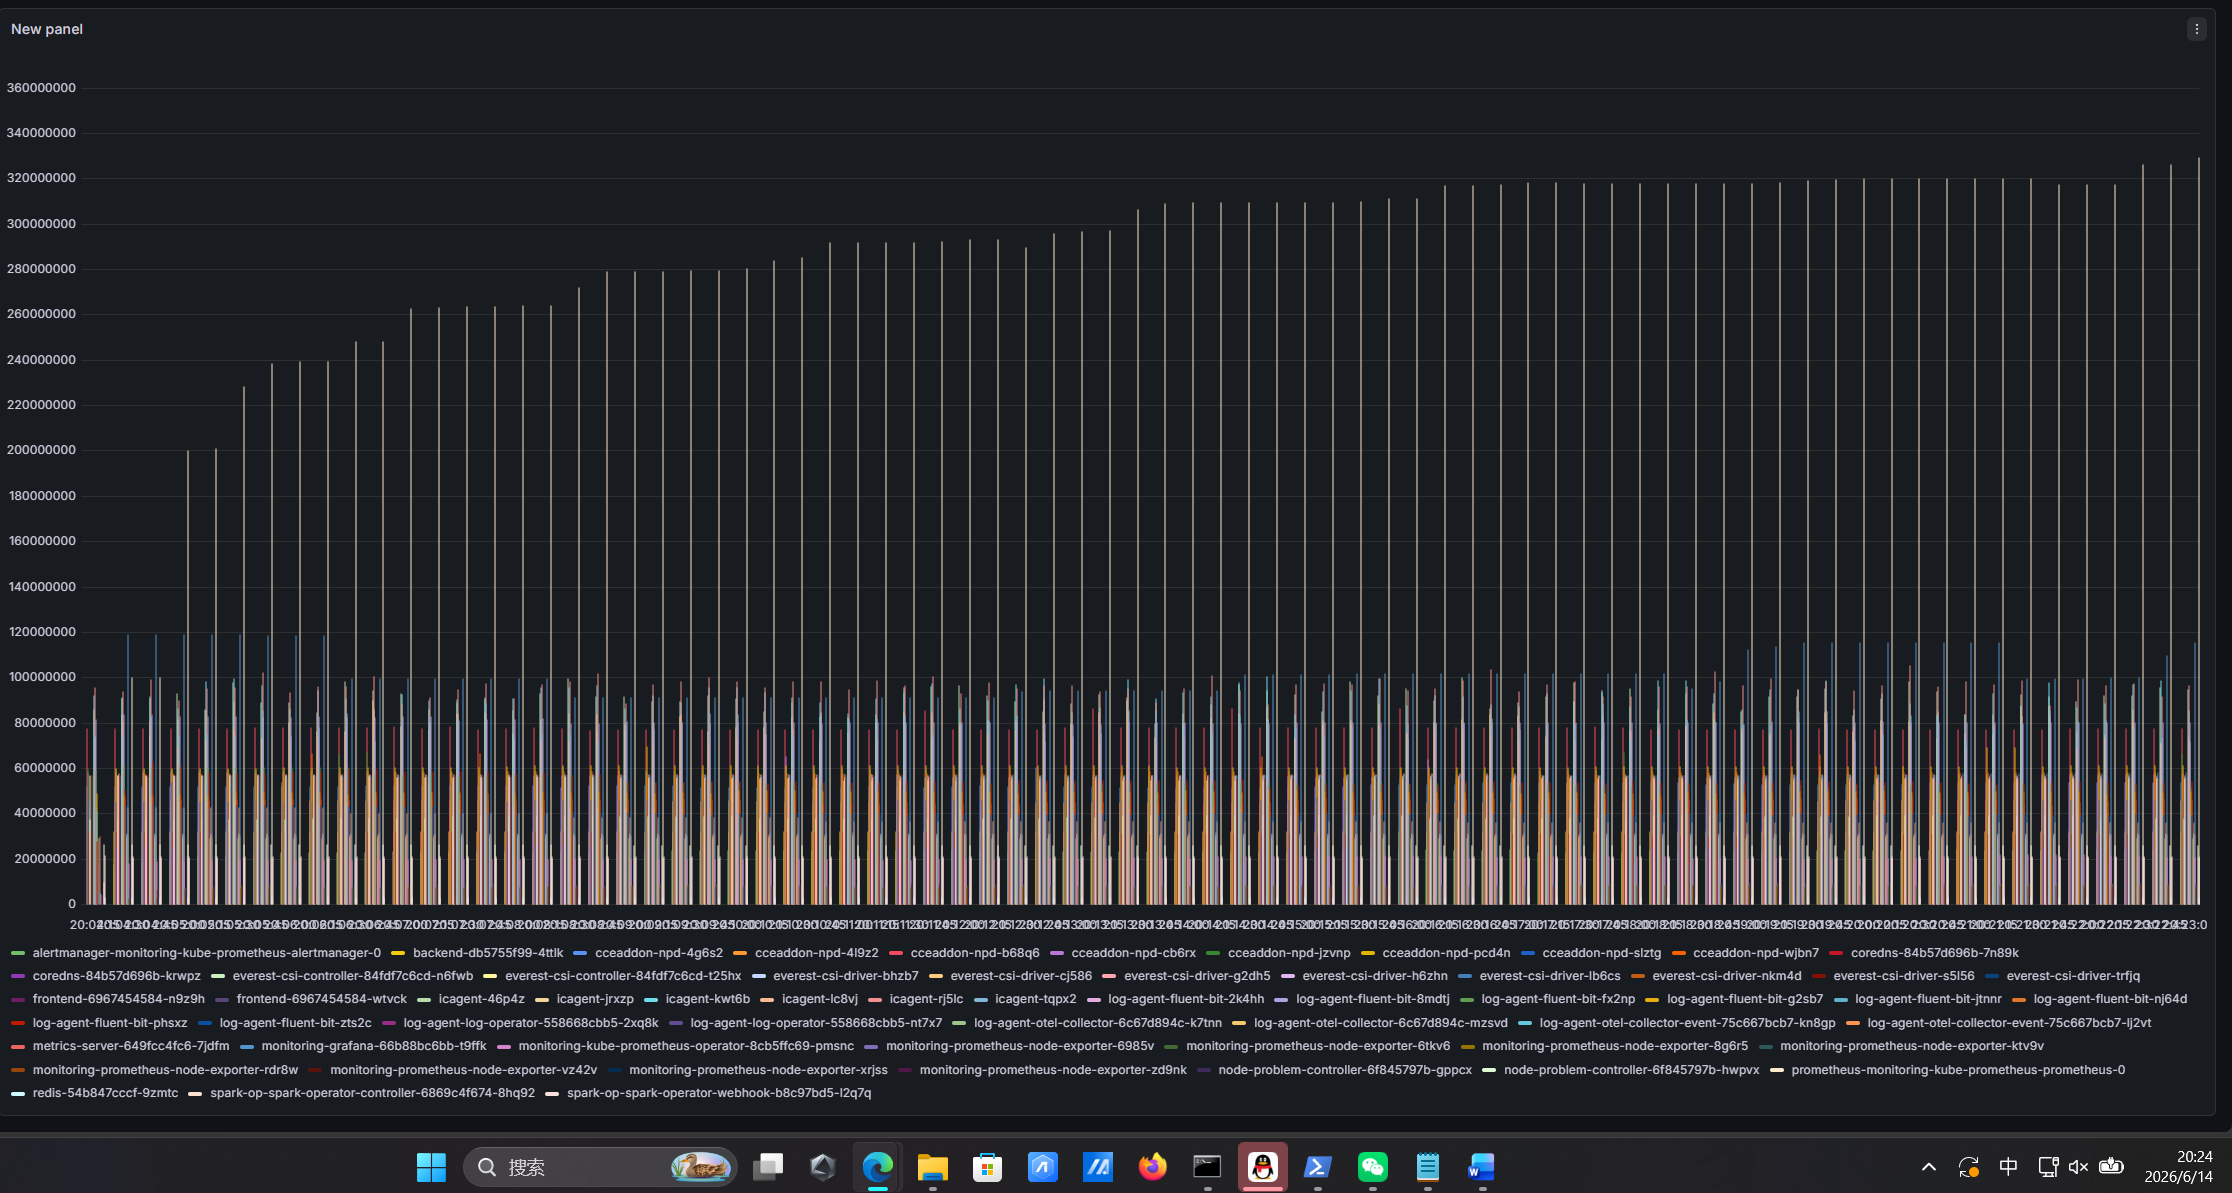 New panel
360000000
340000000
320000000
300000000
280000000
260000000
240000000
220000000
200000000
180000000
160000000
140000000
120000000
100000000
80000000
60000000
40000000
20000000
0
alertmanager-monitoring-kube-prometheus-alertmanager-0 backend-db5755f99-4ttlk cceaddon-npd-4g6s2 cceaddon-npd-4l9z2 cceaddon-npd-b68q6 cceaddon-npd-cb6rx cceaddon-npd-jzvnp cceaddon-npd-pcd4n cceaddon-npd-slztg cceaddon-npd-wjbn7 coredns-84b57d696b-7n89k
coredns-84b57d696b-krwpz everest-csi-controller-84fdf7c6cd-n6fwb everest-csi-controller-84fdf7c6cd-t25hx everest-csi-driver-bhzb7 everest-csi-driver-cj586 everest-csi-driver-g2dh5 everest-csi-driver-h6zhn everest-csi-driver-lb6cs everest-csi-driver-nkm4d everest-csi-driver-s5l56 everest-csi-driver-trfjq
frontend-6967454584-n9z9h frontend-6967454584-wtvck icagent-46p4z icagent-jrxzp icagent-kwt6b icagent-lc8vj icagent-rj5lc icagent-tqpx2 log-agent-fluent-bit-2k4hh log-agent-fluent-bit-8mdtj log-agent-fluent-bit-fx2np log-agent-fluent-bit-g2sb7 log-agent-fluent-bit-jtnnr log-agent-fluent-bit-nj64d
log-agent-fluent-bit-phsxz log-agent-fluent-bit-zts2c log-agent-log-operator-558668cbb5-2xq8k log-agent-log-operator-558668cbb5-nt7x7 log-agent-otel-collector-6c67d894c-k7tnn log-agent-otel-collector-6c67d894c-mzsvd log-agent-otel-collector-event-75c667bcb7-kn8gp log-agent-otel-collector-event-75c667bcb7-lj2vt
metrics-server-649fcc4fc6-7jdfm monitoring-grafana-66b88bc6bb-t9ffk monitoring-kube-prometheus-operator-8cb5ffc69-pmsnc monitoring-prometheus-node-exporter-6985v monitoring-prometheus-node-exporter-6tkv6 monitoring-prometheus-node-exporter-8g6r5 monitoring-prometheus-node-exporter-ktv9v
monitoring-prometheus-node-exporter-rdr8w monitoring-prometheus-node-exporter-vz42v monitoring-prometheus-node-exporter-xrjss monitoring-prometheus-node-exporter-zd9nk node-problem-controller-6f845797b-gppcx node-problem-controller-6f845797b-hwpvx prometheus-monitoring-kube-prometheus-prometheus-0
redis-54b847cccf-9zmtc spark-op-spark-operator-controller-6869c4f674-8hq92 spark-op-spark-operator-webhook-b8c97bd5-l2q7q
搜索
中
20:24
2026/6/14